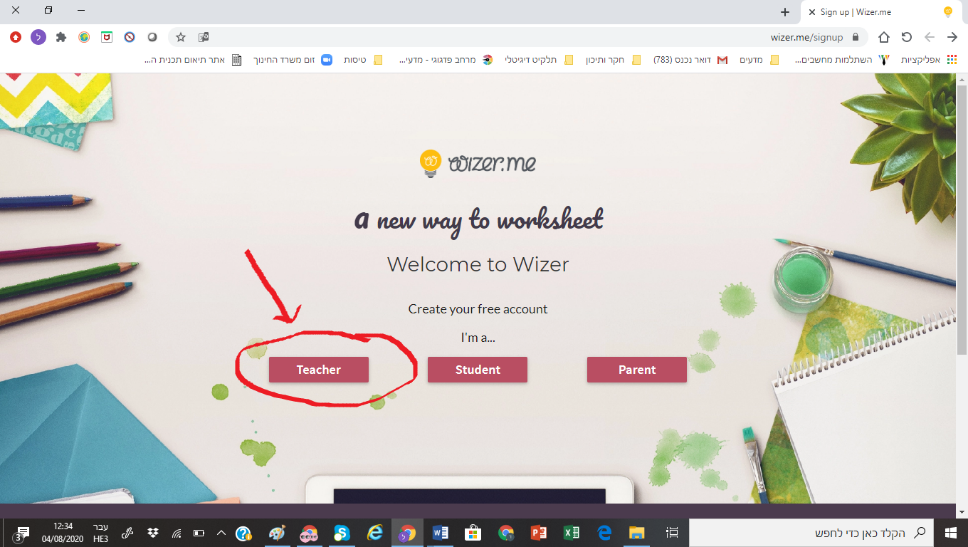 Sign up | Wizer.me
wizer.me/signup
אפליקציות
השתלמות מחשבים...
מדעים
דואר נכנס (783)
חקר ותיכון
תלקיט דיגיטלי
מרחב פדגוגי - מדעי...
זום משרד החינוך
טיסות
אתר תיאום תכנית ה...
wizer.me
a new way to worksheet
Welcome to Wizer
Create your free account
I'm a...
Teacher
Student
Parent
הקלד כאן כדי לחפש
עבר
HE3
12:34
04/08/2020
3